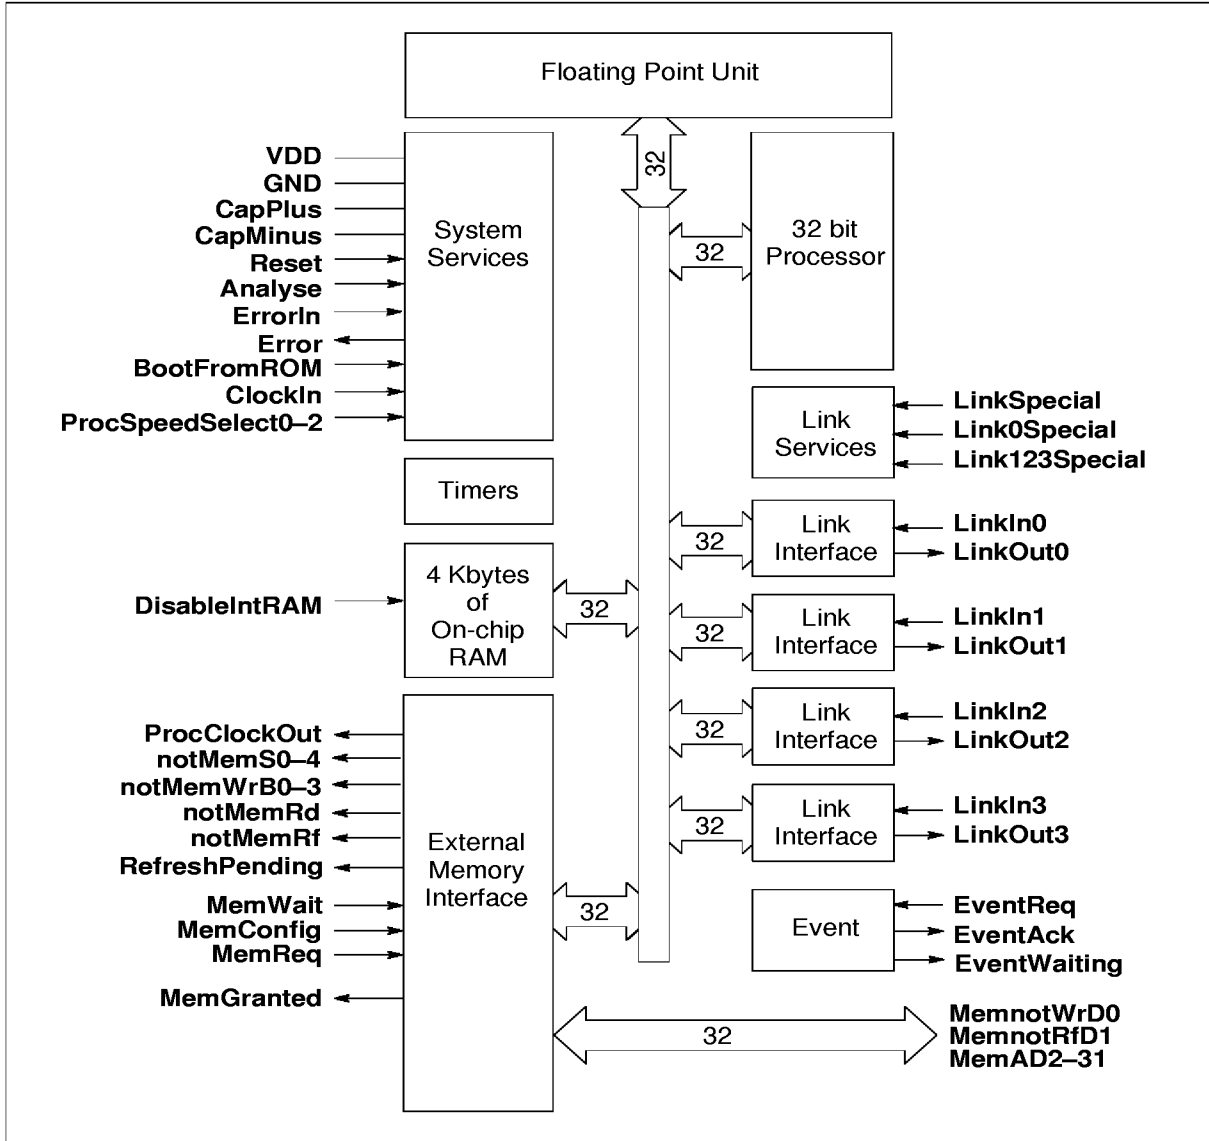 Floating Point Unit
32
VDD
GND
CapPlus
CapMinus
Reset
Analyse
ErrorIn
Error
BootFromROM
ClockIn
ProcSpeedSelect0–2
System
Services
32
32 bit
Processor
Link
Services
LinkSpecial
Link0Special
Link123Special
Timers
32
Link
Interface
LinkIn0
LinkOut0
DisableIntRAM
4 Kbytes
of
On-chip
RAM
32
32
Link
Interface
LinkIn1
LinkOut1
32
Link
Interface
LinkIn2
LinkOut2
32
Link
Interface
LinkIn3
LinkOut3
ProcClockOut
notMemS0–4
notMemWrB0–3
notMemRd
notMemRf
RefreshPending
MemWait
MemConfig
MemReq
MemGranted
External
Memory
Interface
32
Event
EventReq
EventAck
EventWaiting
32
MemnotWrD0
MemnotRfD1
MemAD2–31